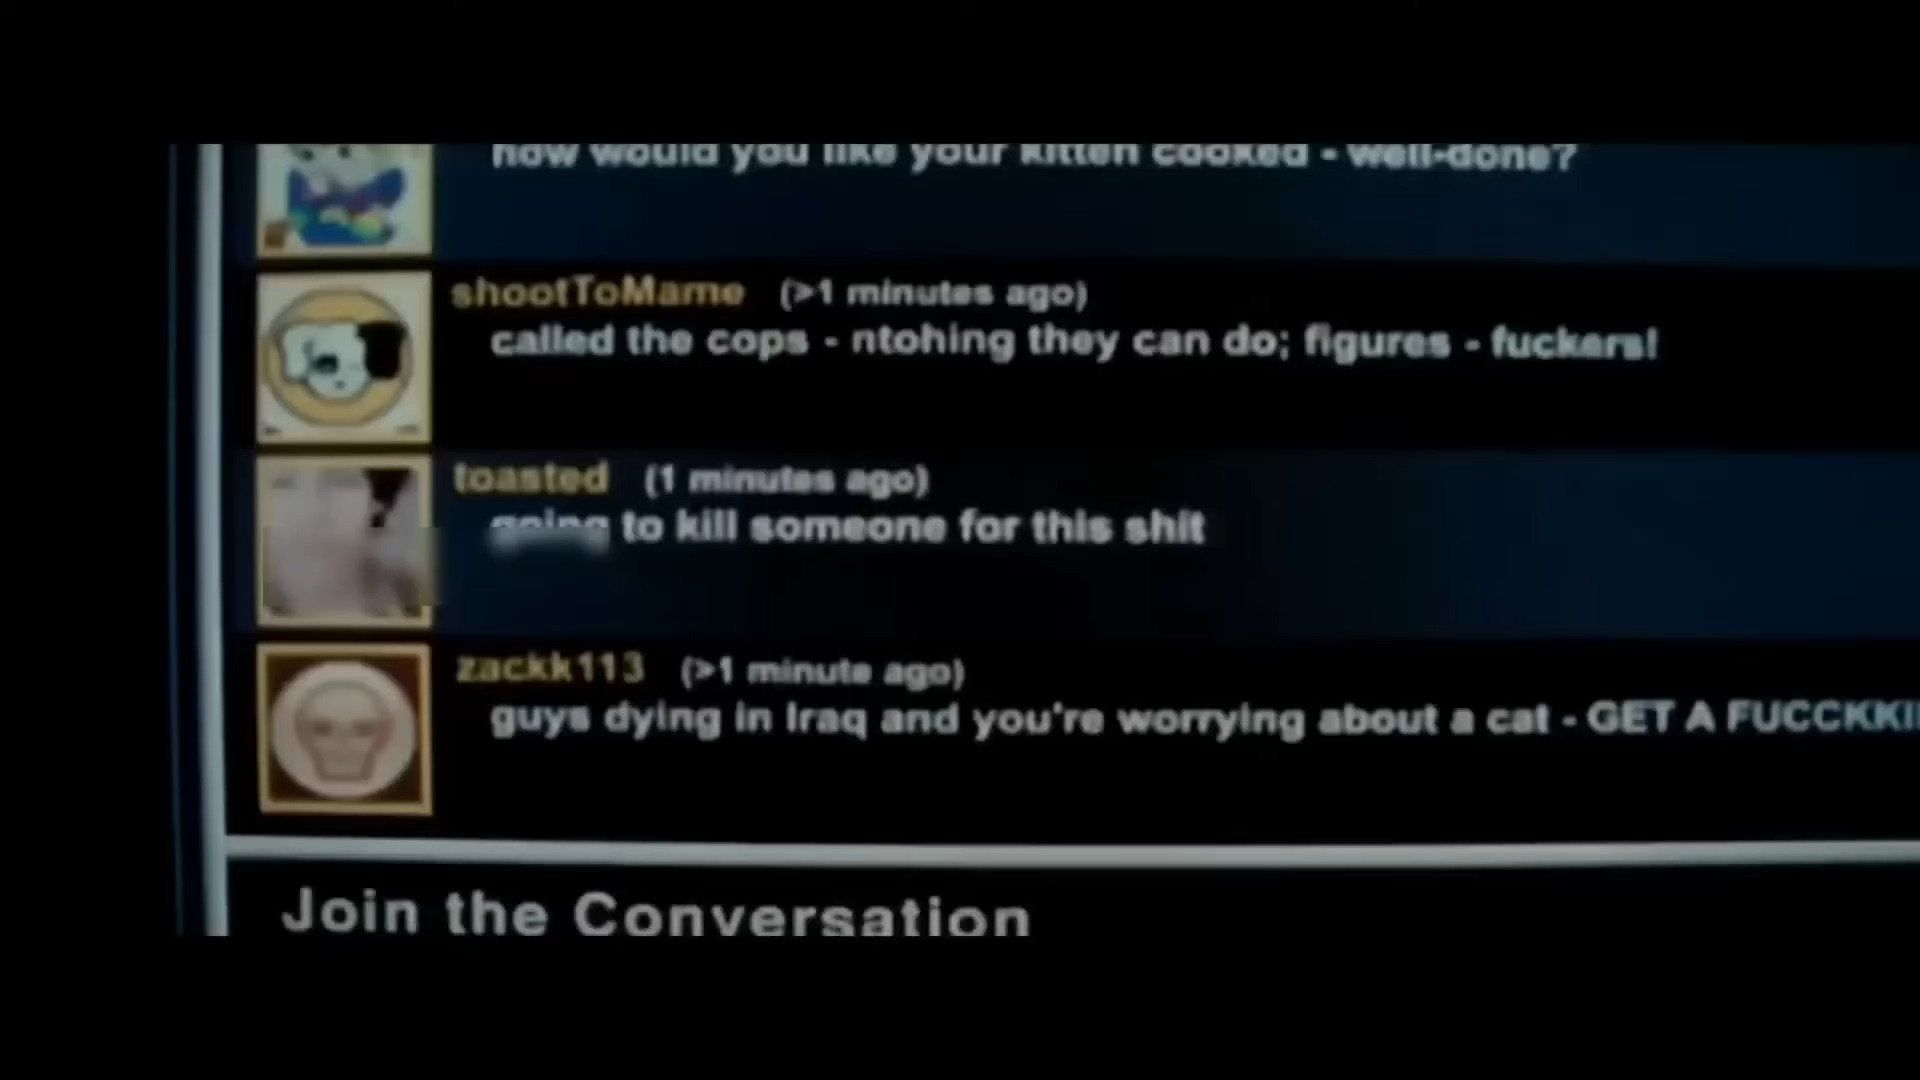 how would you like your kitten cooked - well-done?
shootToMame (>1 minutes ago)
called the cops - ntohing they can do; figures - fuckers!
toasted (1 minutes ago)
going to kill someone for this shit
zackk113 (>1 minute ago)
guys dying in Iraq and you're worrying about a cat - GET A FUCCKKI
Join the Conversation